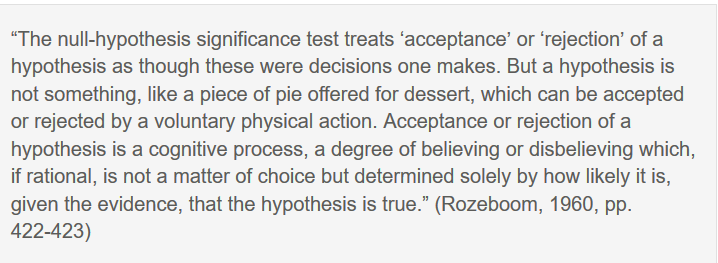 “The null-hypothesis significance test treats ‘acceptance’ or ‘rejection’ of a
hypothesis as though these were decisions one makes. But a hypothesis is
not something, like a piece of pie offered for dessert, which can be accepted
or rejected by a voluntary physical action. Acceptance or rejection of a
hypothesis is a cognitive process, a degree of believing or disbelieving which,
if rational, is not a matter of choice but determined solely by how likely it is,
given the evidence, that the hypothesis is true.” (Rozeboom, 1960, pp.
422-423)